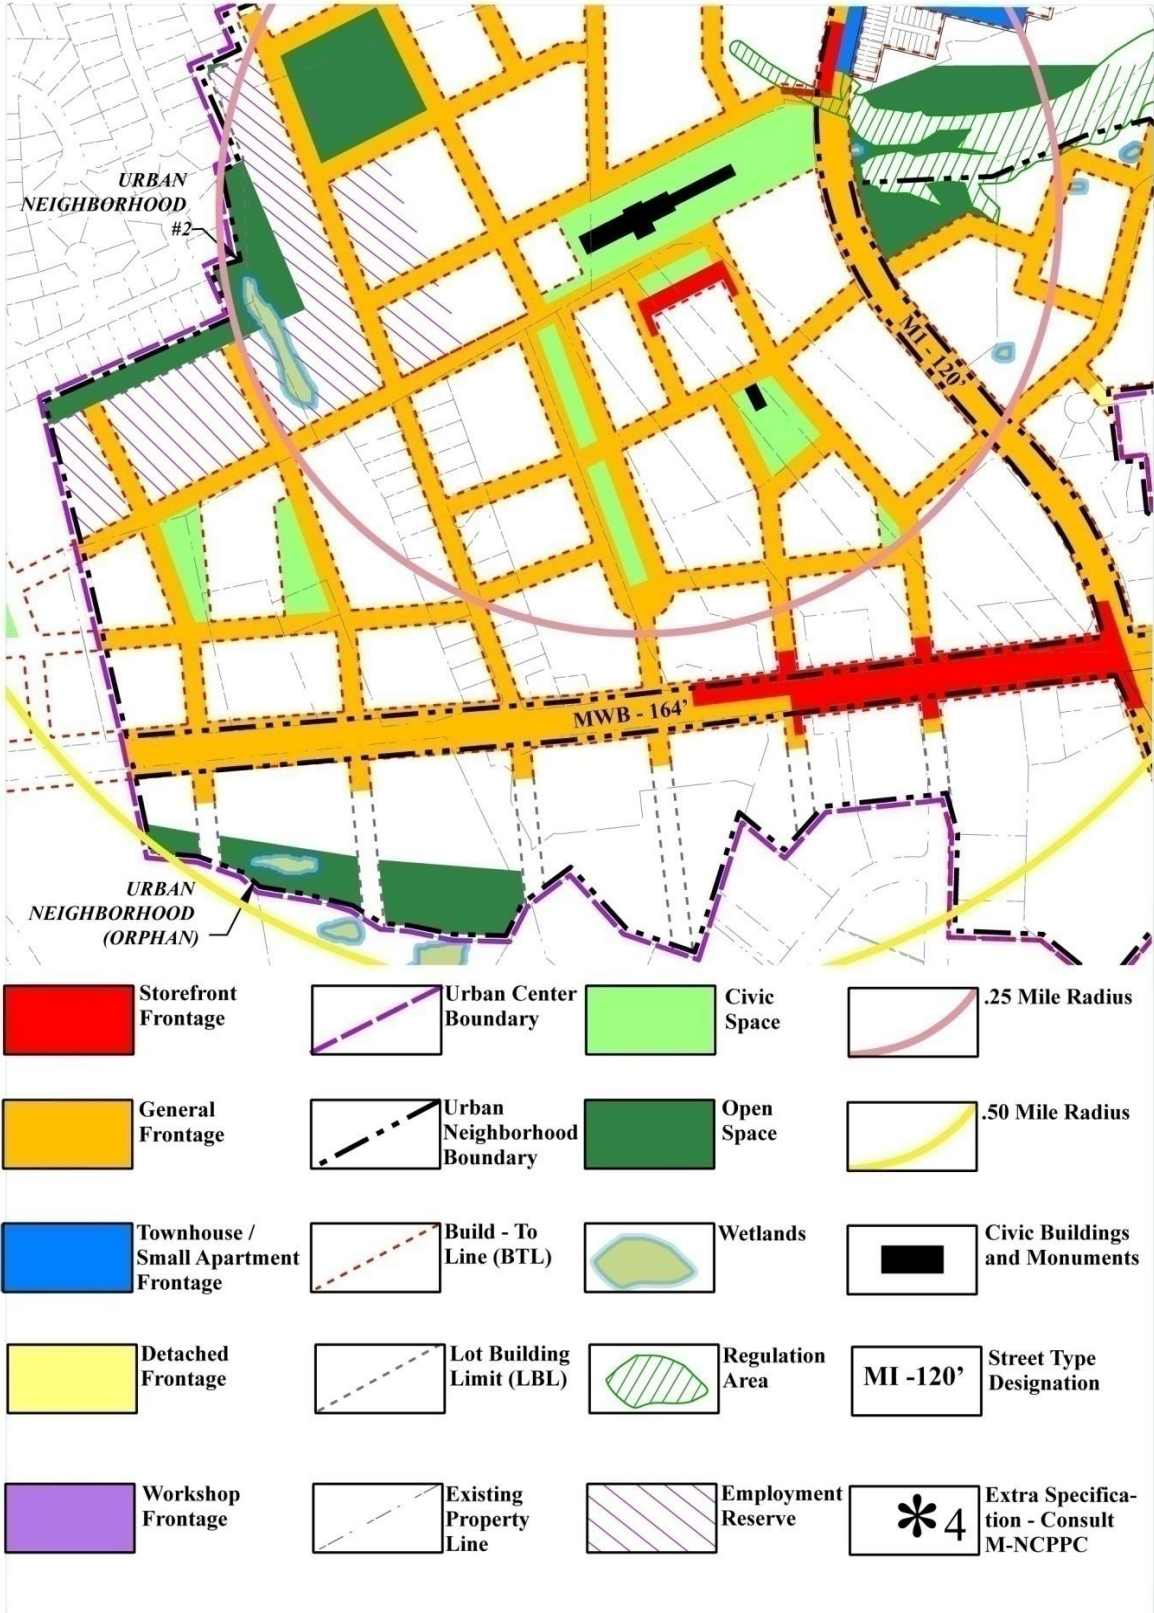 URBAN
NEIGHBORHOOD
#2
MI - 120'
MWB - 164'
URBAN
NEIGHBORHOOD
(ORPHAN)
Storefront
Frontage
Urban Center
Boundary
Civic
Space
.25 Mile Radius
General
Frontage
Urban
Neighborhood
Boundary
Open
Space
.50 Mile Radius
Townhouse /
Small Apartment
Frontage
Build - To
Line (BTL)
Wetlands
Civic Buildings
and Monuments
Detached
Frontage
Lot Building
Limit (LBL)
Regulation
Area
MI -120’
Street Type
Designation
Workshop
Frontage
Existing
Property
Line
Employment
Reserve
*4
Extra Specifica-
tion - Consult
M-NCPPC